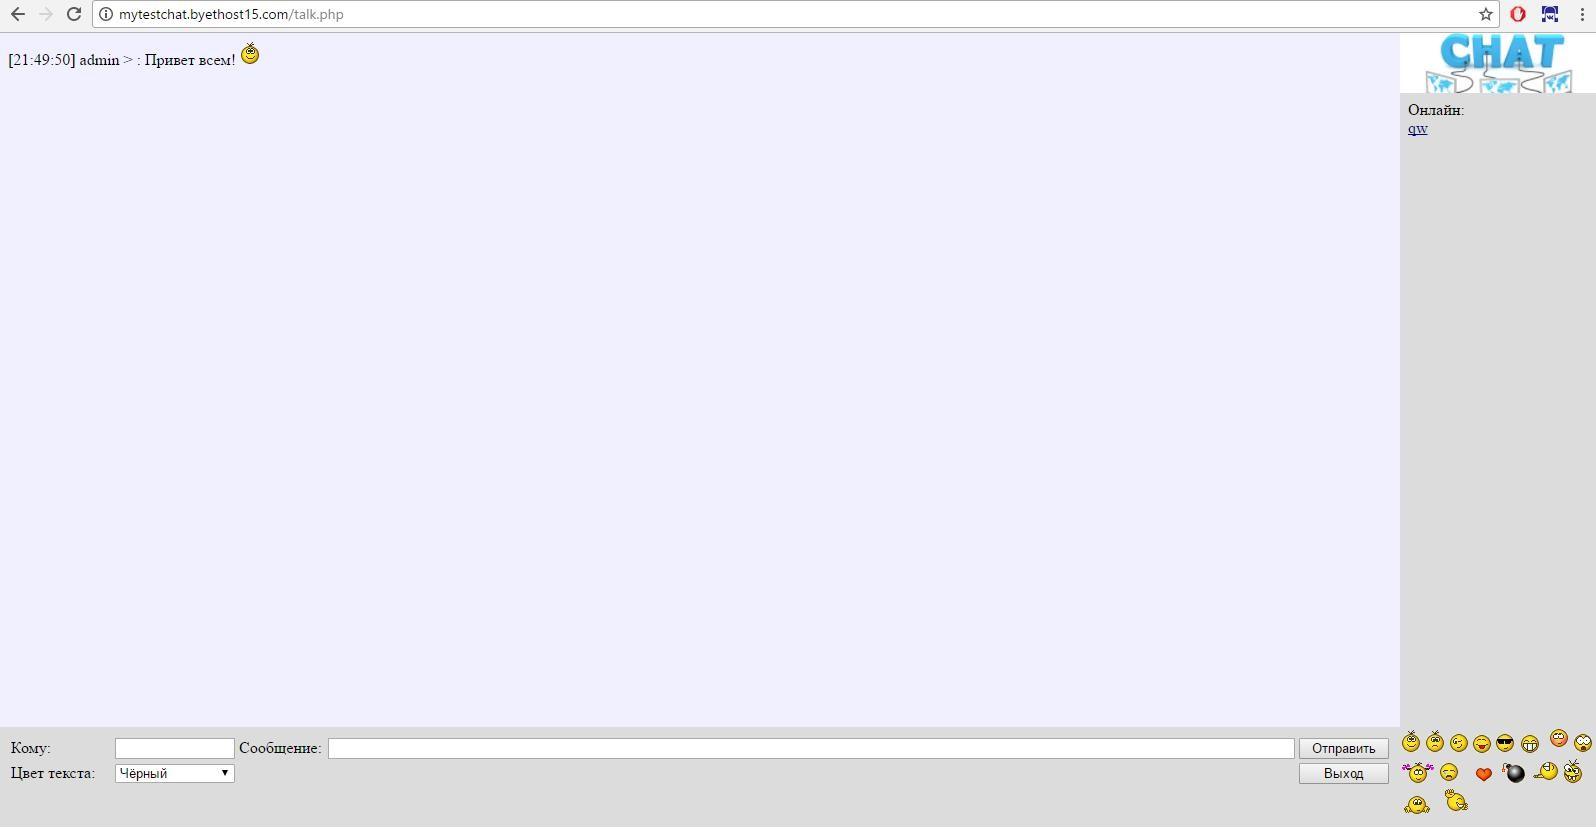 mytestchat.byethost15.com/talk.php
[21:49:50] admin > : Привет всем!
CHAT
Онлайн:
qw
Кому:
Сообщение:
Отправить
Цвет текста:
Чёрный
Выход